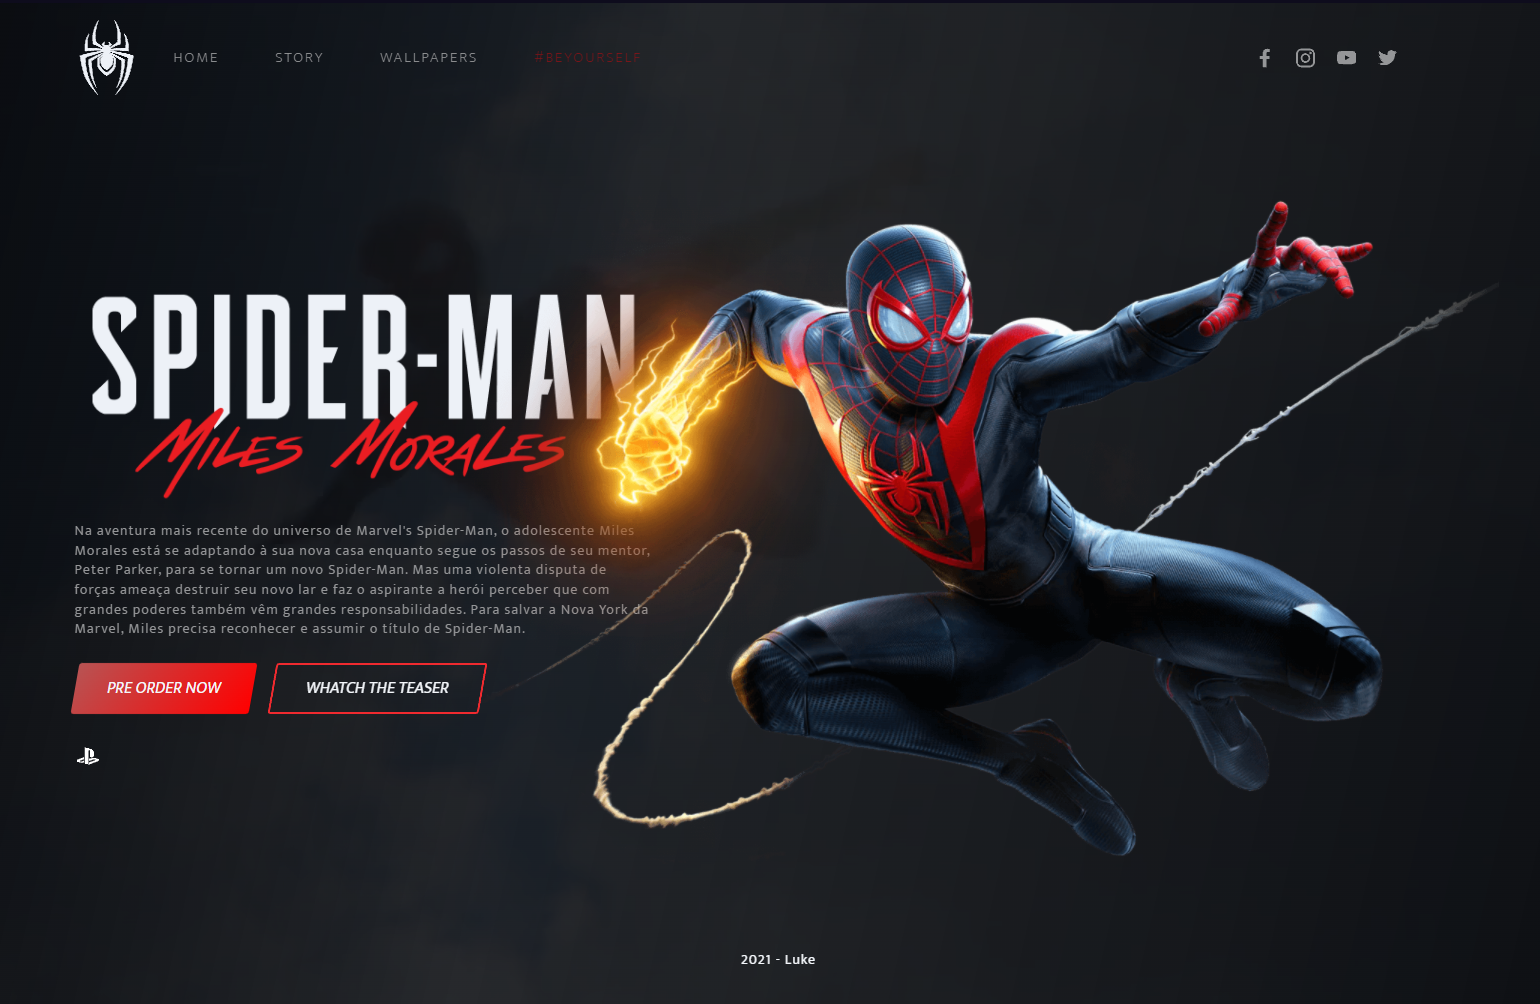 HOME STORY WALLPAPERS #BEYOURSELF
SPIDER-MAN
MILES MORALES
Na aventura mais recente do universo de Marvel's Spider-Man, o adolescente Miles
Morales está se adaptando à sua nova casa enquanto segue os passos de seu mentor,
Peter Parker, para se tornar um novo Spider-Man. Mas uma violenta disputa de
forças ameaça destruir seu novo lar e faz o aspirante a herói perceber que com
grandes poderes também vêm grandes responsabilidades. Para salvar a Nova York da
Marvel, Miles precisa reconhecer e assumir o título de Spider-Man.
PRE ORDER NOW WHATCH THE TEASER
2021 - Luke